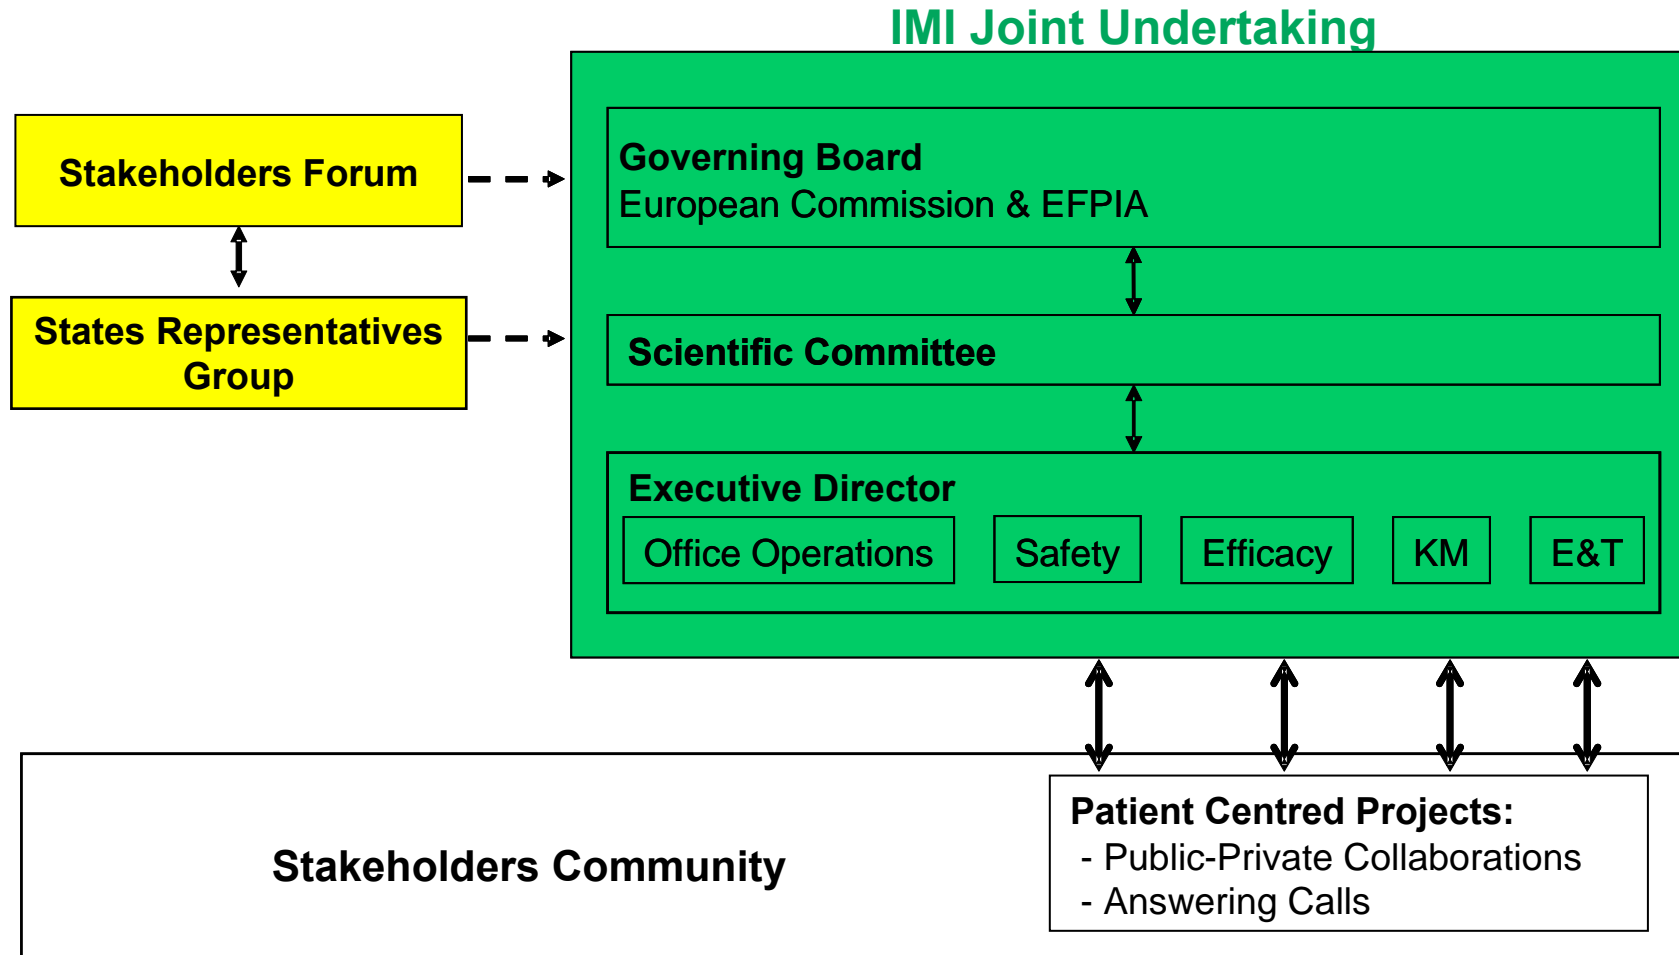 IMI Joint Undertaking
Stakeholders Forum
States Representatives
Group
Governing Board
European Commission & EFPIA
Scientific Committee
Executive Director
Office Operations
Safety
Efficacy
KM
E&T
Stakeholders Community
Patient Centred Projects:
- Public-Private Collaborations
- Answering Calls